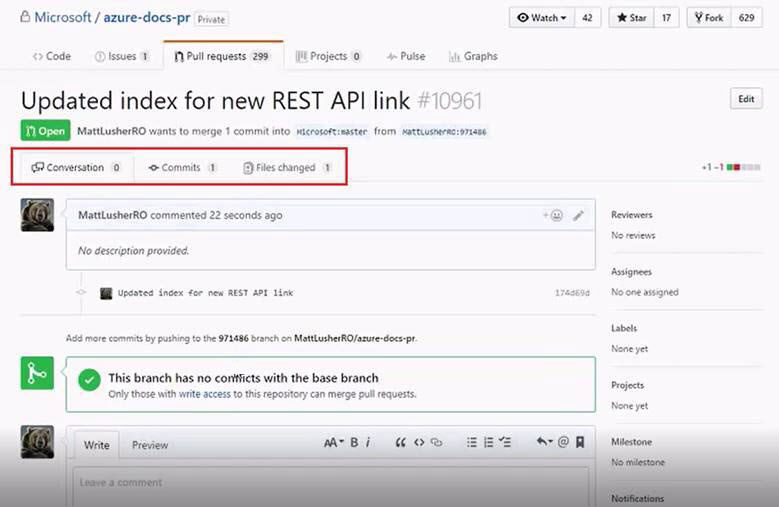 Microsoft / azure-docs-pr Private
Watch 42 Star 17 Fork 629
Code Issues 1 Pull requests 299 Projects 0 Pulse Graphs
Updated index for new REST API link #10961 Edit
Open MattLusherRO wants to merge 1 commit into Microsoft:master from MattLusherRO:971486
Conversation 0 Commits 1 Files changed 1 +1 −1
MattLusherRO commented 22 seconds ago
No description provided.
Updated index for new REST API link 174d69d
Add more commits by pushing to the 971486 branch on MattLusherRO/azure-docs-pr.
This branch has no conflicts with the base branch
Only those with write access to this repository can merge pull requests.
Write Preview AA B i
Leave a comment
Reviewers
No reviews
Assignees
No one assigned
Labels
None yet
Projects
None yet
Milestone
No milestone
Notifications